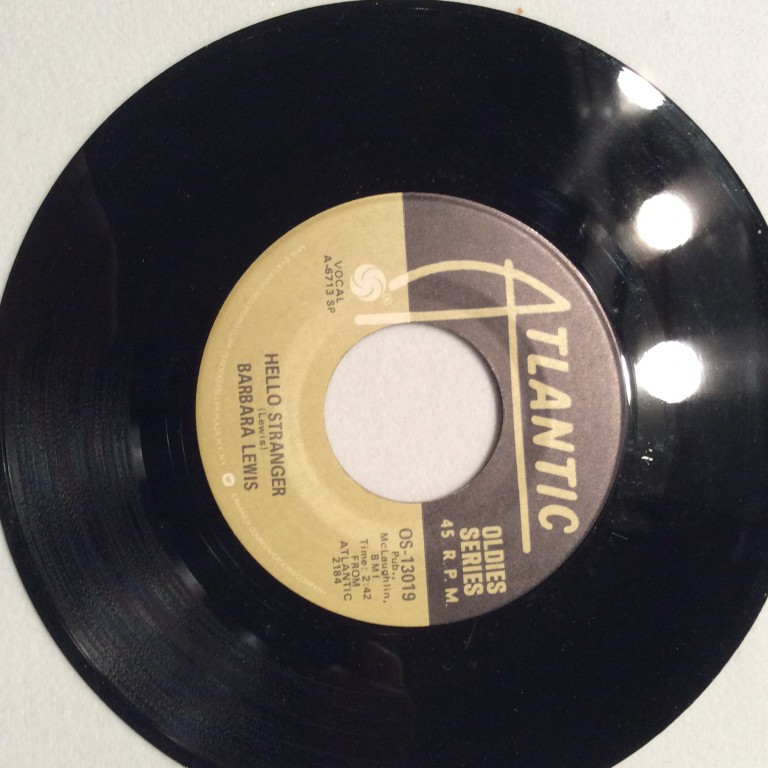 ATLANTIC
OLDIES
SERIES
45 R.P.M.
®
VOCAL
A-6713 SP
OS-13019
Pub.,
McLaughlin,
BMI
Time: 2:42
FROM
ATLANTIC
2184
HELLO STRANGER
(Lewis)
BARBARA LEWIS